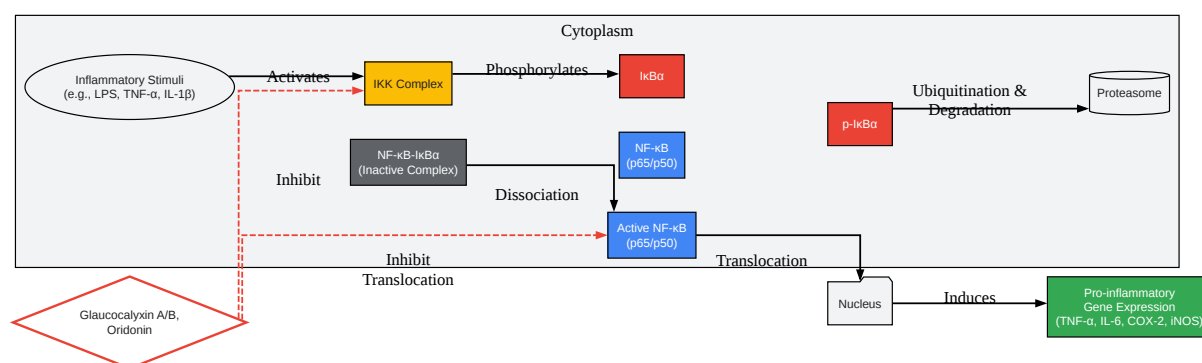 Cytoplasm
Inflammatory Stimuli
(e.g., LPS, TNF-α, IL-1β)
Activates
IKK Complex
Phosphorylates
IκBα
p-IκBα
Ubiquitination &
Degradation
Proteasome
NF-κB-IκBα
(Inactive Complex)
NF-κB
(p65/p50)
Inhibit
Dissociation
Active NF-κB
(p65/p50)
Inhibit
Translocation
Translocation
Glaucocalyxin A/B,
Oridonin
Nucleus
Induces
Pro-inflammatory
Gene Expression
(TNF-α, IL-6, COX-2, iNOS)